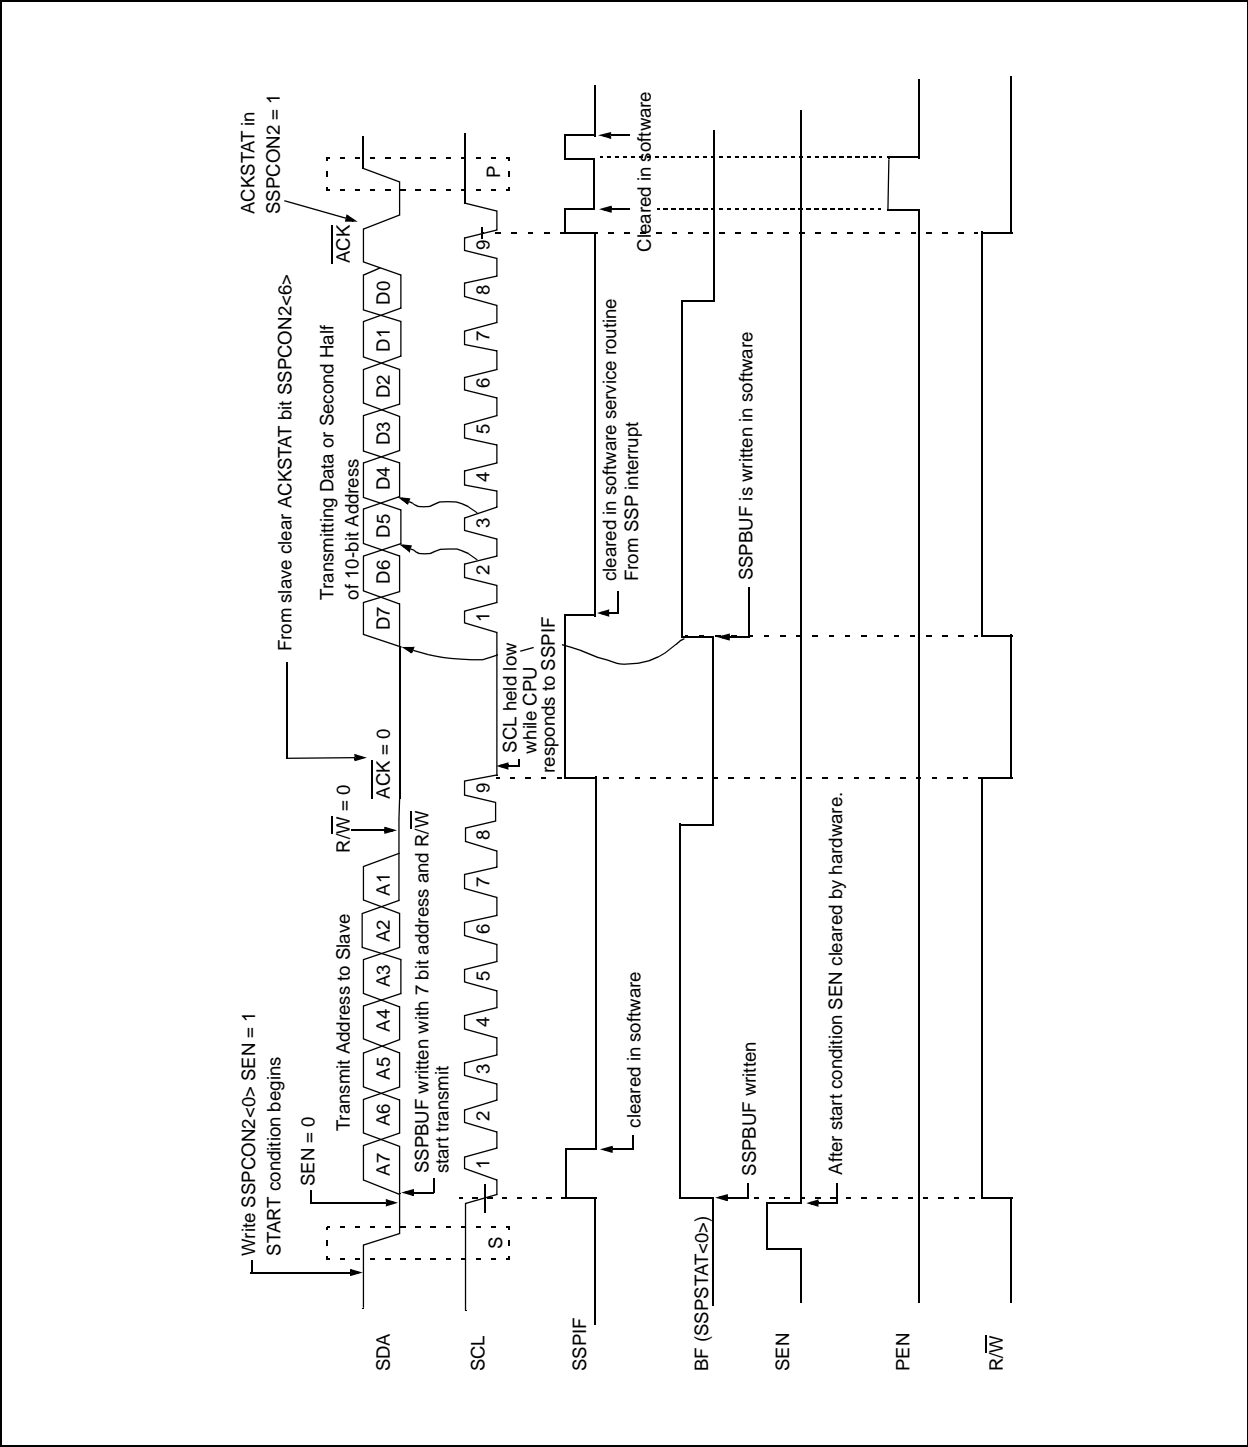 Write SSPCON2<0> SEN = 1
START condition begins
SEN = 0
From slave clear ACKSTAT bit SSPCON2<6>
ACKSTAT in
SSPCON2 = 1
Transmit Address to Slave
R/W = 0
ACK = 0
Transmitting Data or Second Half
of 10-bit Address
ACK
SDA
A7 A6 A5 A4 A3 A2 A1
D7 D6 D5 D4 D3 D2 D1 D0
SSPBUF written with 7 bit address and R/W
start transmit
SCL
S
1 2 3 4 5 6 7 8 9
1 2 3 4 5 6 7 8 9
P
SCL held low
while CPU
responds to SSPIF
SSPIF
cleared in software
cleared in software service routine
From SSP interrupt
Cleared in software
BF (SSPSTAT<0>)
SSPBUF written
SSPBUF is written in software
SEN
After start condition SEN cleared by hardware.
PEN
R/W